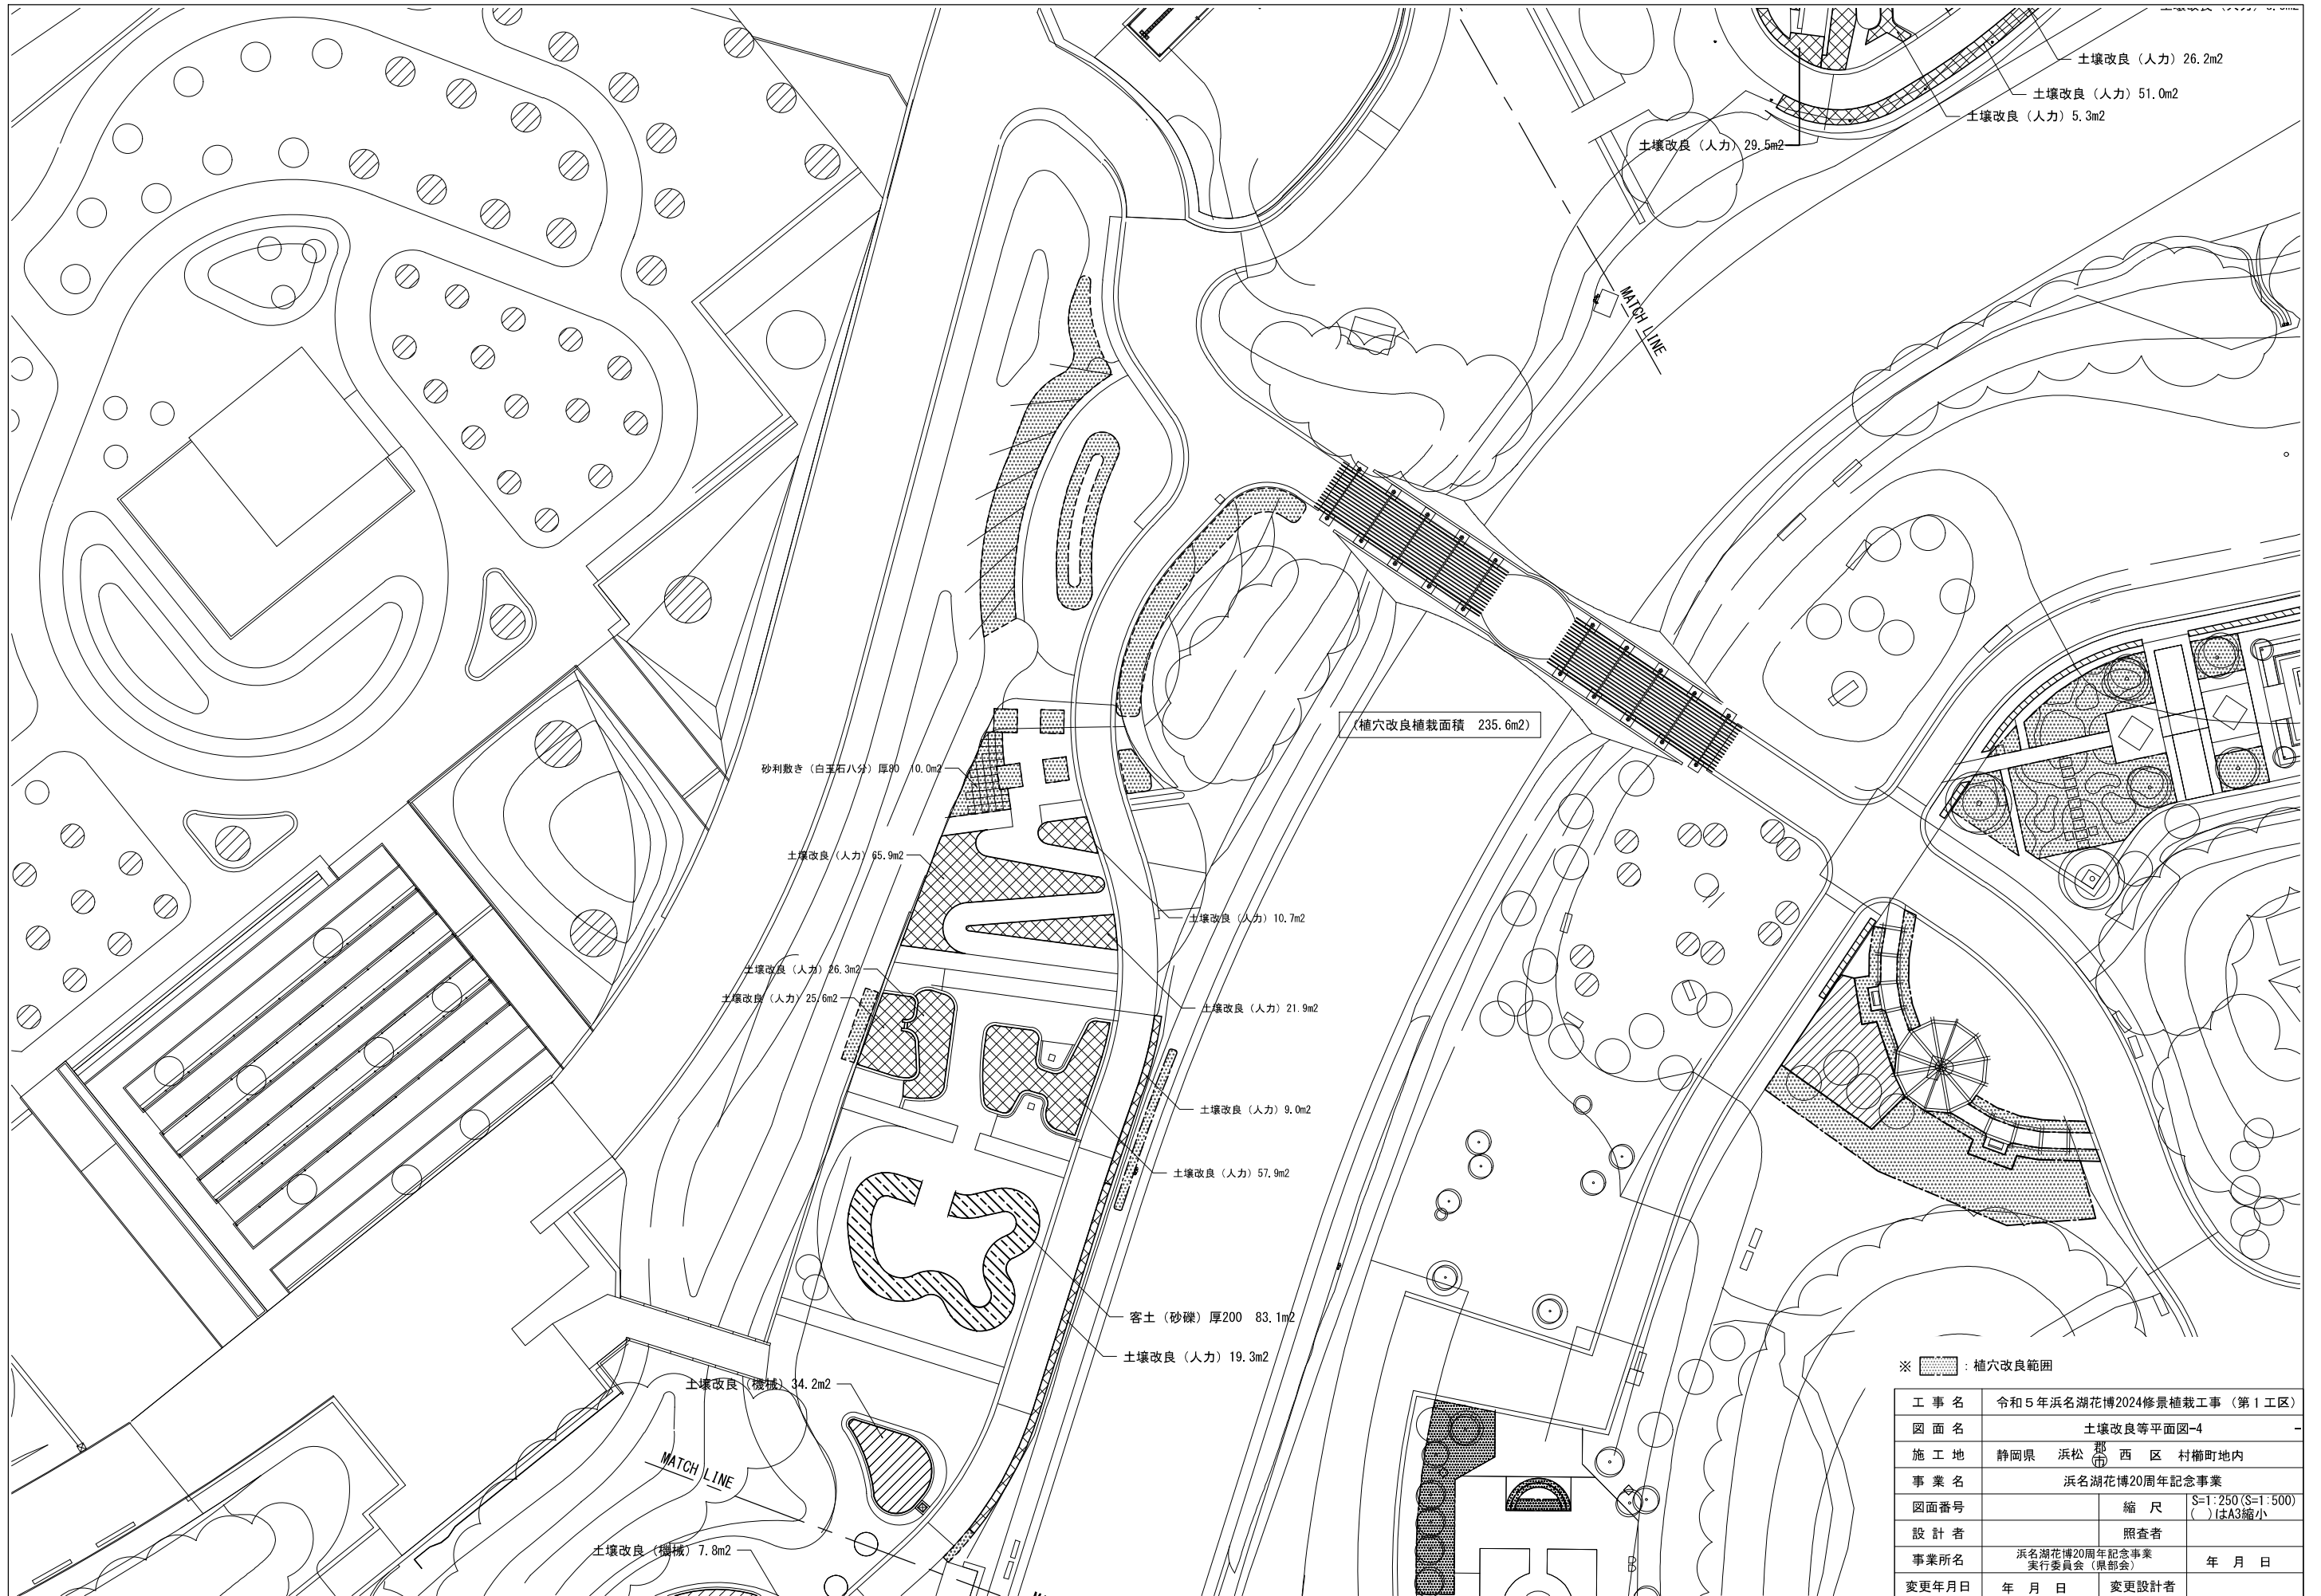 土壌改良（人力）26.2m2
土壌改良（人力）51.0m2
土壌改良（人力）5.3m2
土壌改良（人力）29.5m2
MATCH LINE
（植穴改良植栽面積　235.6m2）
砂利敷き（白玉石八分）厚80　10.0m2
土壌改良（人力）65.9m2
土壌改良（人力）10.7m2
土壌改良（人力）26.3m2
土壌改良（人力）25.6m2
土壌改良（人力）21.9m2
土壌改良（人力）9.0m2
土壌改良（人力）57.9m2
客土（砂礫）厚200　83.1m2
土壌改良（人力）19.3m2
土壌改良（機械）34.2m2
MATCH LINE
土壌改良（機械）7.8m2
※　：植穴改良範囲
工事名　令和５年浜名湖花博2024修景植栽工事（第１工区）
図面名　土壌改良等平面図-4
施工地　静岡県　浜松　郡市　西　区　村櫛町地内
事業名　浜名湖花博20周年記念事業
図面番号　縮尺　S=1:250(S=1:500)
(　)はA3縮小
設計者　照査者
事業所名　浜名湖花博20周年記念事業
実行委員会（県部会）　年　月　日
変更年月日　年　月　日　変更設計者